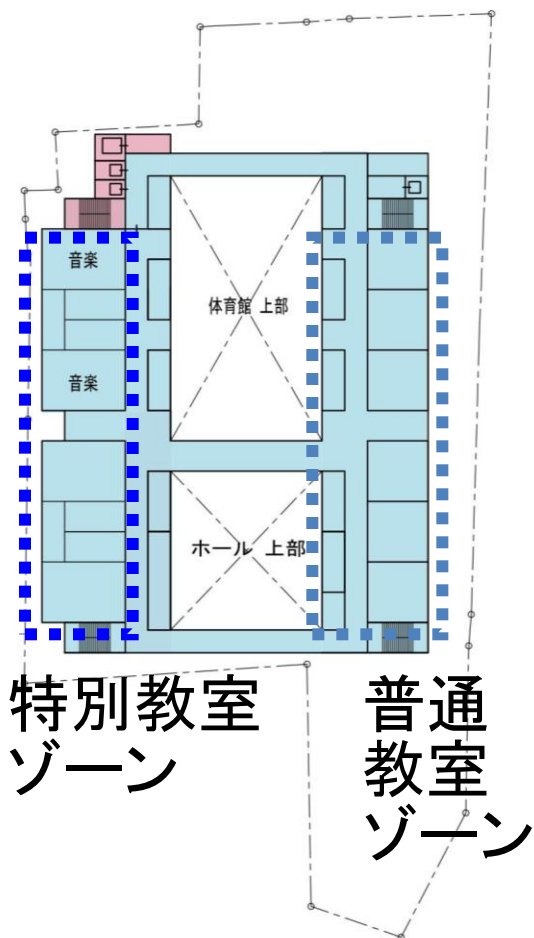 音楽
体育館 上部
音楽
ホール 上部
特別教室
ゾーン
普通
教室
ゾーン